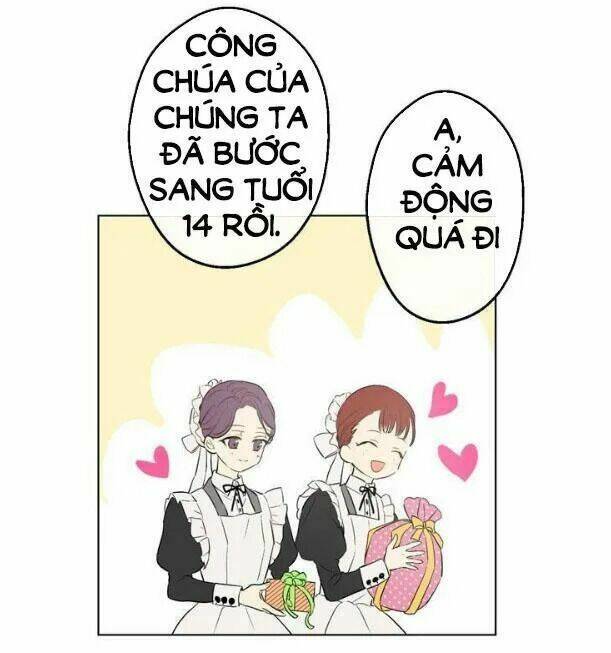 CÔNG
CHÚA CỦA
CHÚNG TA
ĐÃ BƯỚC
SANG TUỔI
14 RỒI.
A,
CẢM
ĐỘNG
QUÁ ĐI